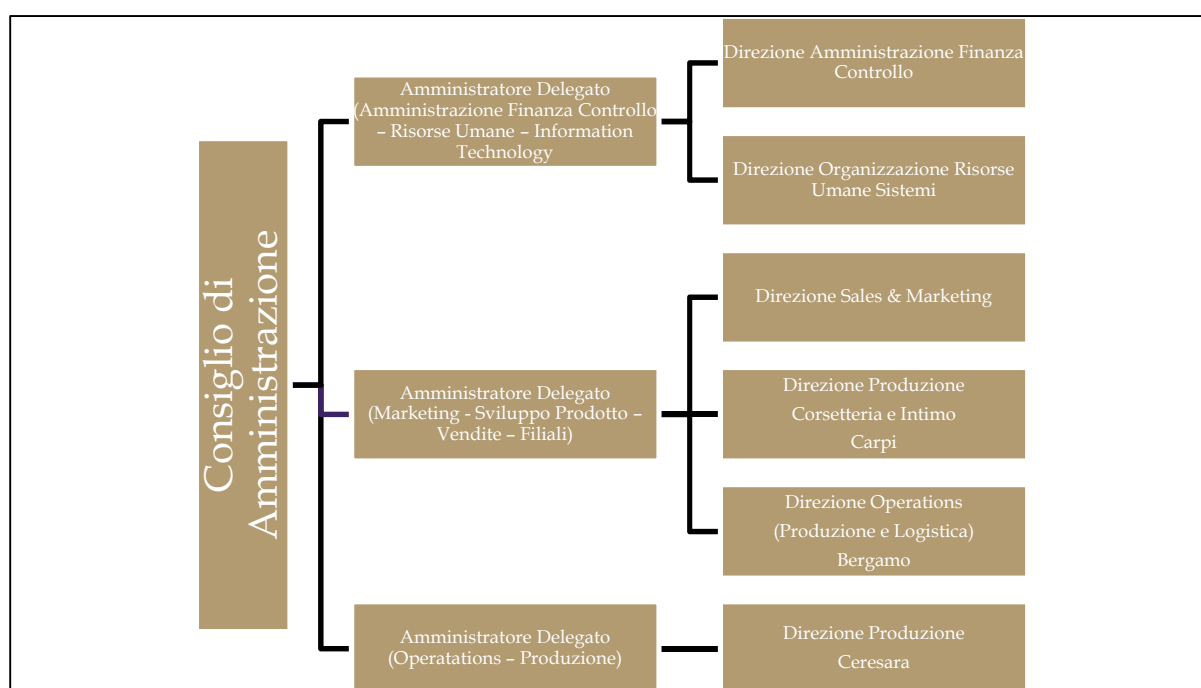 Consiglio di
Amministrazione
Amministratore Delegato
(Amministrazione Finanza Controllo
– Risorse Umane – Information
Technology
Direzione Amministrazione Finanza
Controllo
Direzione Organizzazione Risorse
Umane Sistemi
Amministratore Delegato
(Marketing - Sviluppo Prodotto –
Vendite – Filiali)
Direzione Sales & Marketing
Direzione Produzione
Corsetteria e Intimo
Carpi
Direzione Operations
(Produzione e Logistica)
Bergamo
Amministratore Delegato
(Operatations – Produzione)
Direzione Produzione
Ceresara